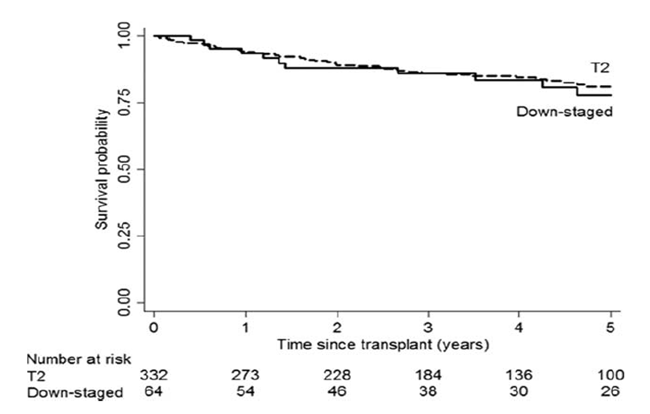 1.00
0.75
0.50
0.25
0.00
Survival probability
T2
Down-staged
0 1 2 3 4 5
Time since transplant (years)
Number at risk
T2 332 273 228 184 136 100
Down-staged 64 54 46 38 30 26